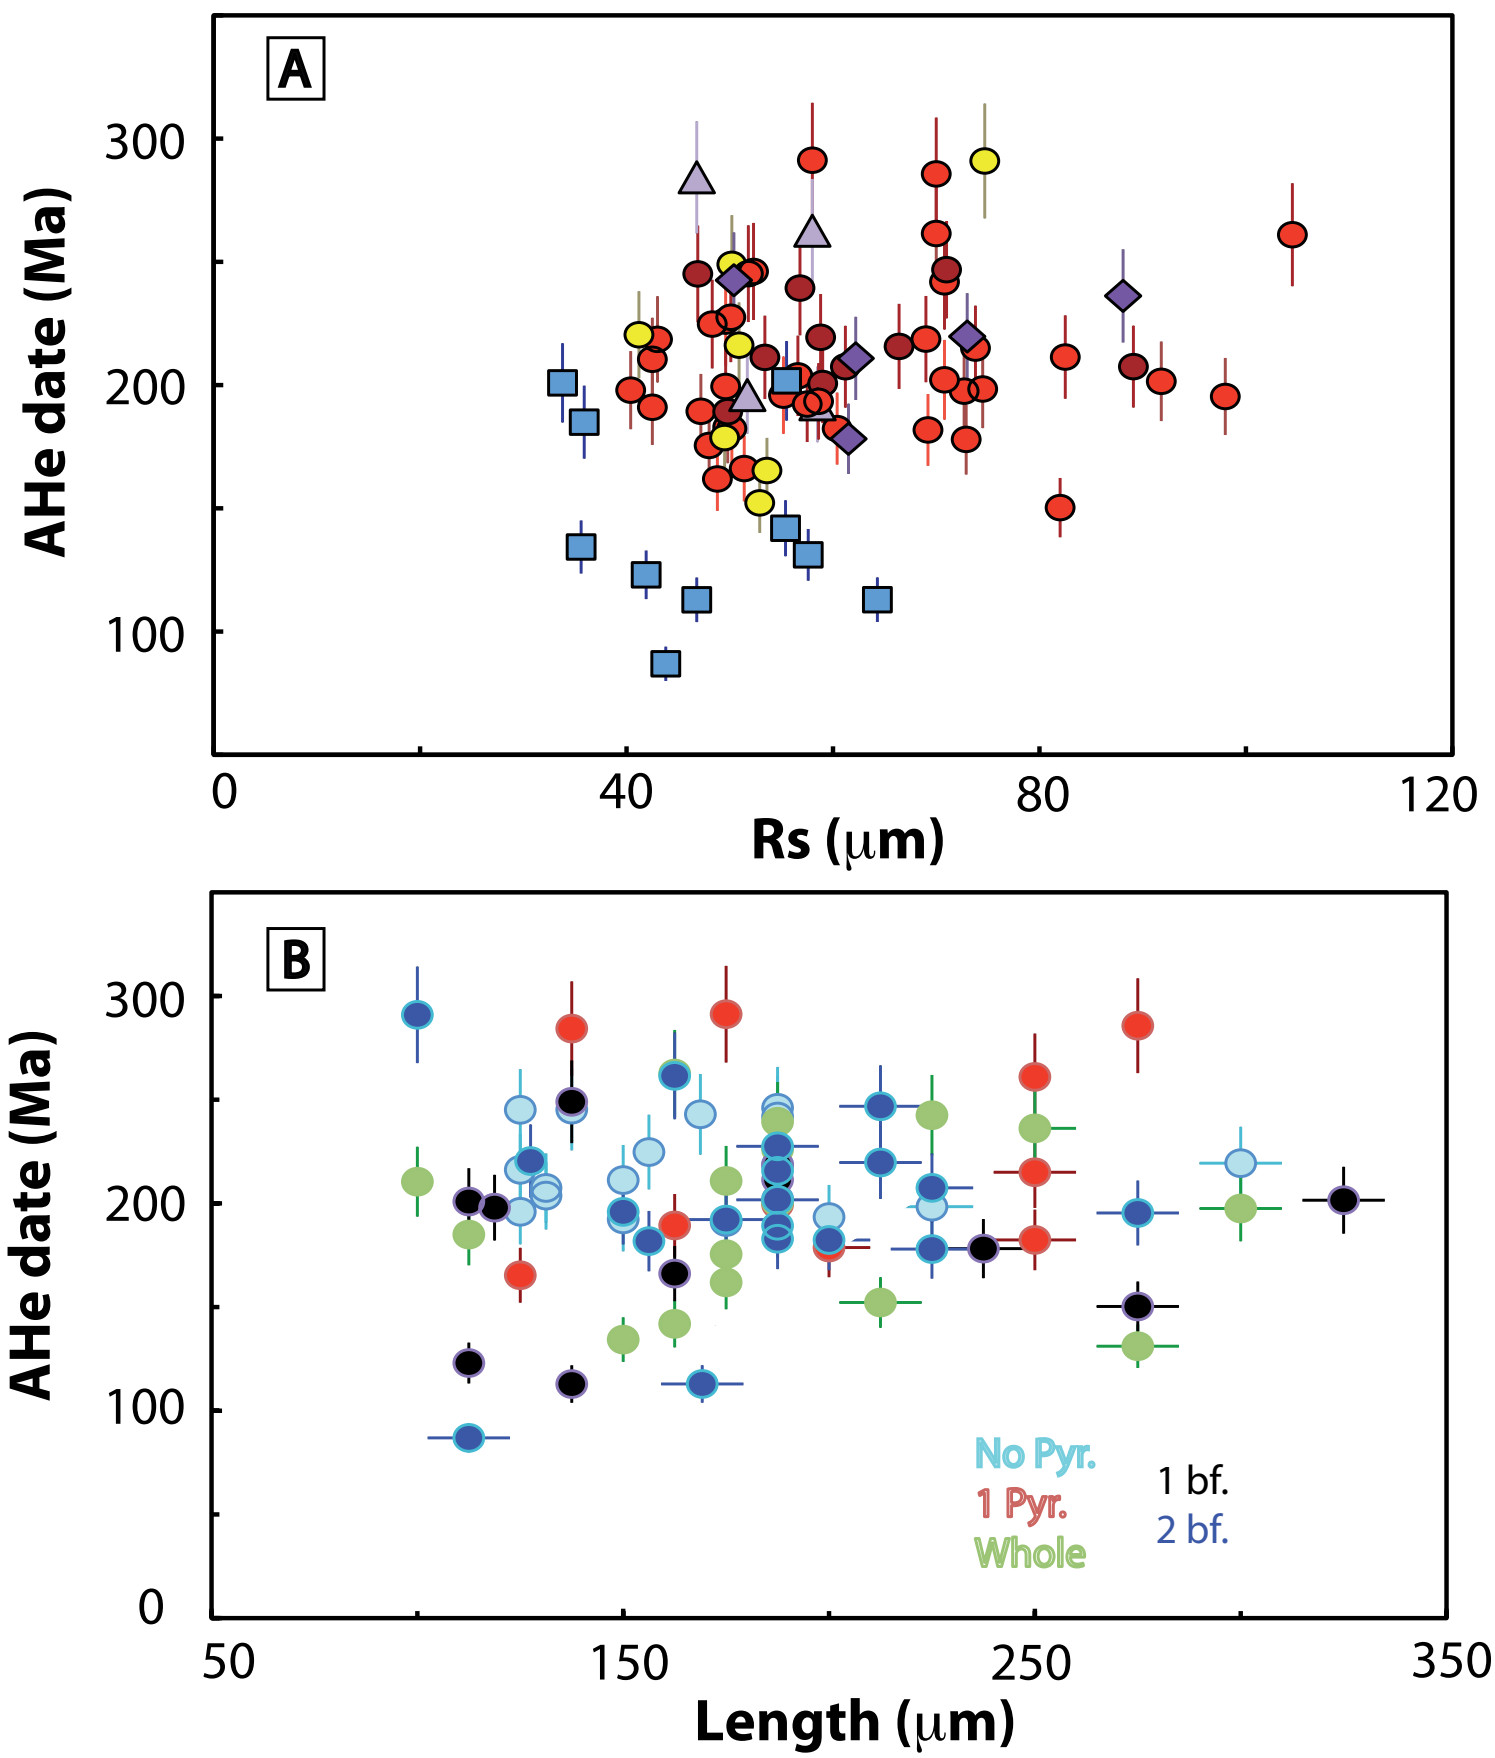 A
300
200
100
AHe date (Ma)
0
40
80
120
Rs (μm)
B
300
200
100
0
AHe date (Ma)
No Pyr.
1 Pyr.
Whole
1 bf.
2 bf.
50
150
250
350
Length (μm)